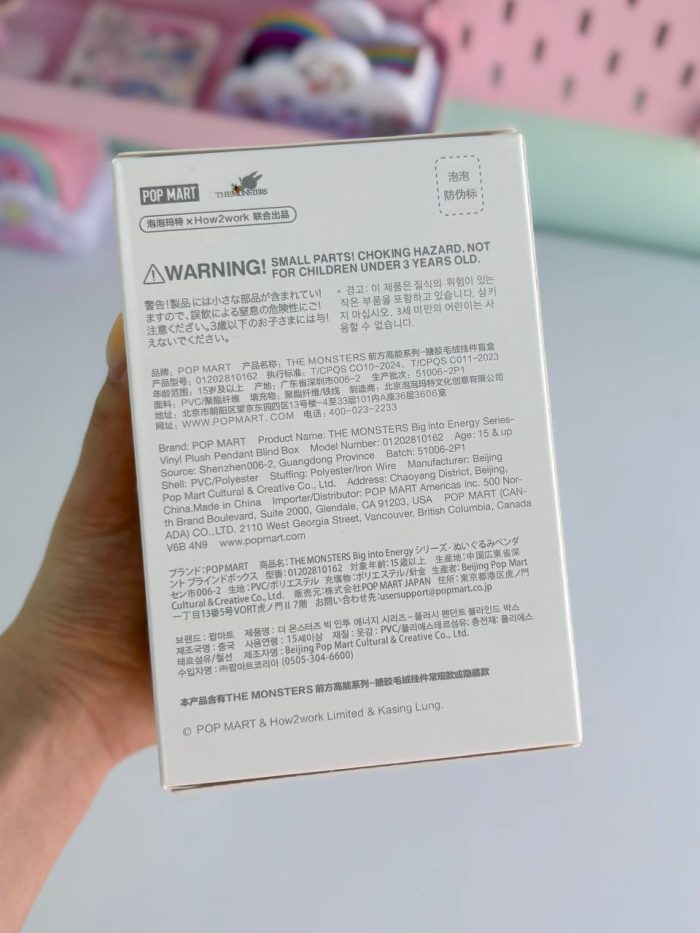 POP MART THE MONSTERS
泡泡
防伪标
泡泡玛特 × How2work 联合出品
WARNING! SMALL PARTS! CHOKING HAZARD. NOT
FOR CHILDREN UNDER 3 YEARS OLD.
警告!製品には小さな部品が含まれてい!
ますので、誤飲による窒息の危険性にご!
注意ください。3歳以下のお子さまには与!
えないでください。
* 경고: 이 제품은 질식의 위험이 있는
작은 부품을 포함하고 있습니다. 삼키
지 마십시오. 3세 미만의 어린이는 사
용할 수 없습니다.
品牌: POP MART 产品名称: THE MONSTERS 前方高能系列-搪胶毛绒挂件盲盒
产品型号: 01202810162 执行标准: T/CPQS C010-2024, T/CPQS C011-2023
年龄范围: 15岁及以上 产地: 广东省深圳市006-2 生产批次: 51006-2P1
面料: PVC/聚酯纤维 填充物: 聚酯纤维/铁线 制造商: 北京泡泡玛特文化创意有限公司
地址: 北京市朝阳区望京东园四区13号楼-4至33层101内A座36层3606室
网址: WWW.POPMART.COM 电话: 400-023-2233
Brand: POP MART Product Name: THE MONSTERS Big into Energy Series-
Vinyl Plush Pendant Blind Box Model Number: 01202810162 Age: 15 & up
Source: Shenzhen006-2, Guangdong Province Batch: 51006-2P1
Shell: PVC/Polyester Stuffing: Polyester/Iron Wire Manufacturer: Beijing
Pop Mart Cultural & Creative Co., Ltd. Address: Chaoyang District, Beijing,
China.Made in China Importer/Distributor: POP MART Americas inc. 500 Nor-
th Brand Boulevard, Suite 2000, Glendale, CA 91203, USA POP MART (CAN-
ADA) CO., LTD. 2110 West Georgia Street, Vancouver, British Columbia, Canada
V6B 4N9 www.popmart.com
ブランド: POP MART 商品名: THE MONSTERS Big into Energy シリーズ - ぬいぐるみペンダ
ント ブラインドボックス 型番: 01202810162 対象年齢: 15歳以上 生産地: 中国広東省深
セン市006-2 生地: PVC/ポリエステル 充填物: ポリエステル/針金 生産者: Beijing Pop Mart
Cultural & Creative Co., Ltd. 販売元: 株式会社POP MART JAPAN 住所: 東京都港区虎ノ門
一丁目13番5号VORT虎ノ門II 7階 お問い合わせ先: usersupport@popmart.co.jp
브랜드 : 팝마트 제품명 : 더 몬스터즈 빅 인투 에너지 시리즈 - 플러시 펜던트 블라인드 박스
제조국명 : 중국 사용연령 : 15세이상 재질 : 옷감 : PVC/폴리에스테르섬유; 충전재: 폴리에스
테르섬유/철선 제조자명 : Beijing Pop Mart Cultural & Creative Co., Ltd.
수입자명 : ㈜팝마트코리아 (0505-304-6600)
本产品含有THE MONSTERS 前方高能系列-搪胶毛绒挂件常规款或隐藏款
© POP MART & How2work Limited & Kasing Lung.